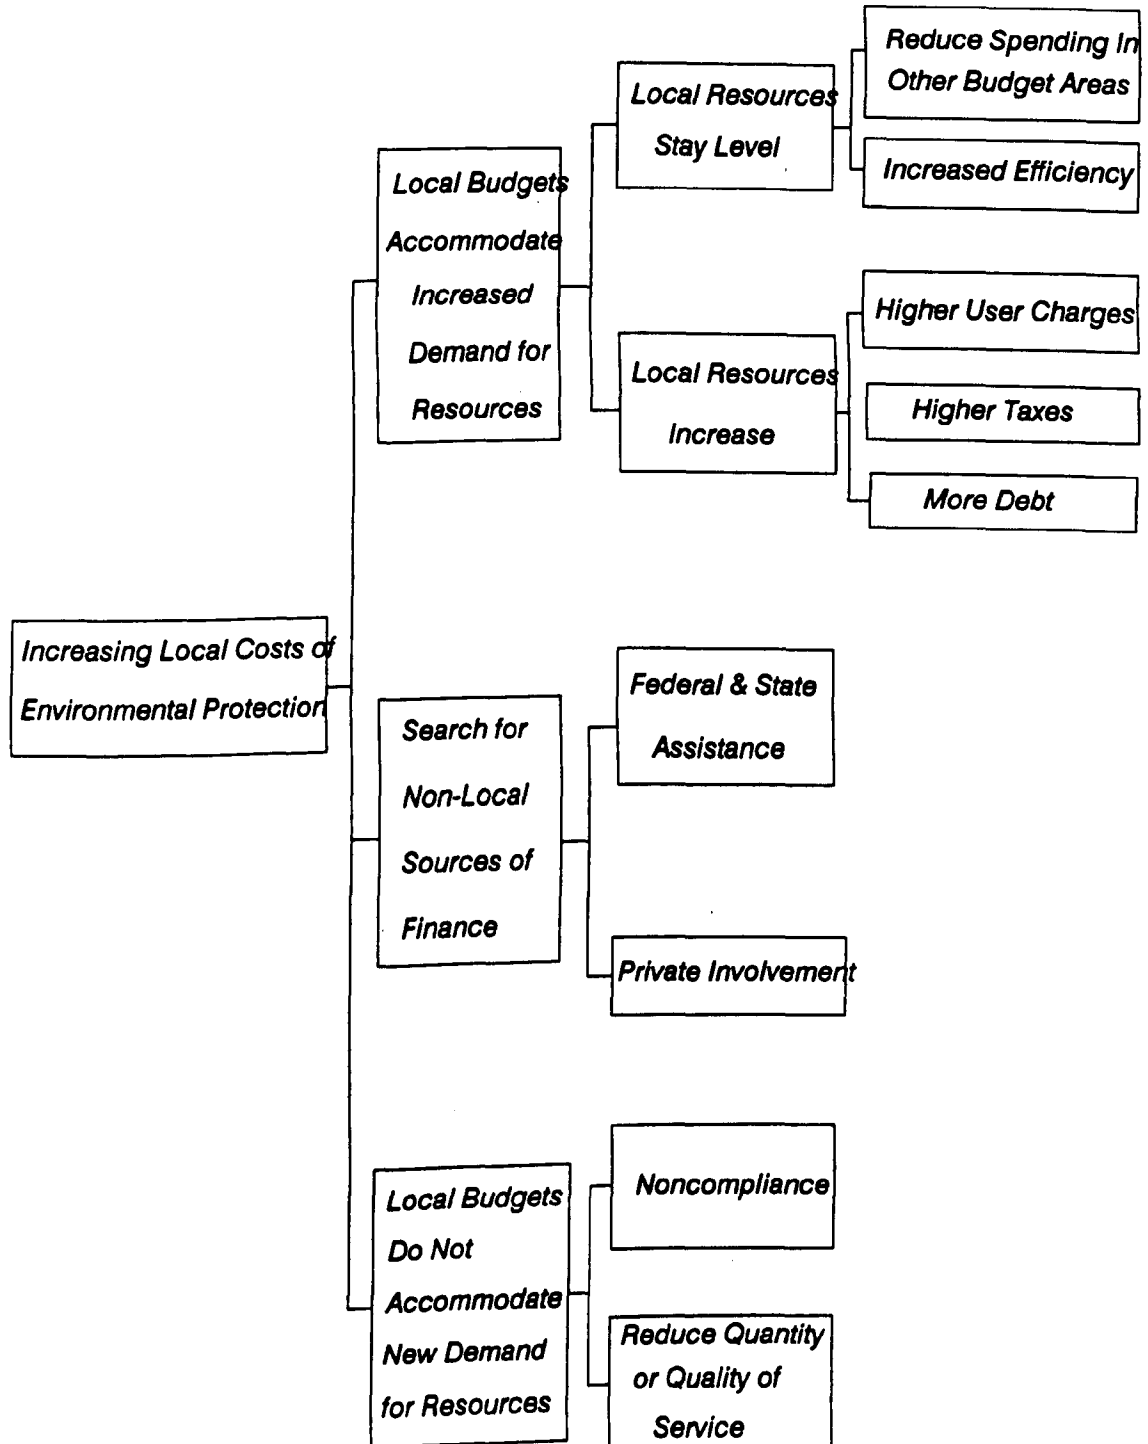 Increasing Local Costs of
Environmental Protection
Local Budgets
Accommodate
Increased
Demand for
Resources
Local Resources
Stay Level
Reduce Spending In
Other Budget Areas
Increased Efficiency
Local Resources
Increase
Higher User Charges
Higher Taxes
More Debt
Search for
Non-Local
Sources of
Finance
Federal & State
Assistance
Private Involvement
Local Budgets
Do Not
Accommodate
New Demand
for Resources
Noncompliance
Reduce Quantity
or Quality of
Service